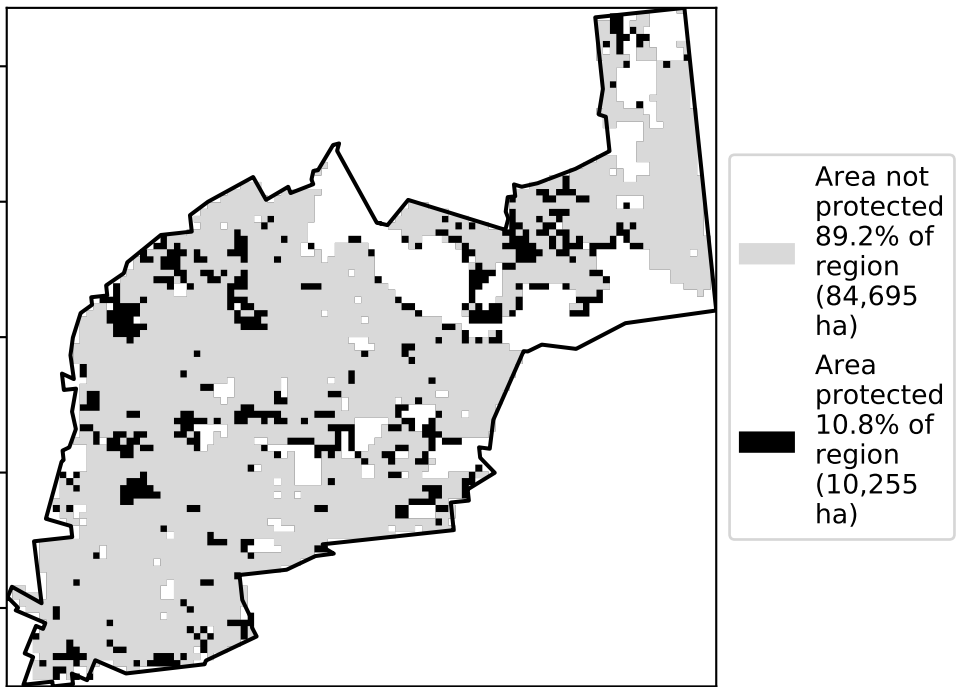 Area not
protected
89.2% of
region
(84,695
ha)
Area
protected
10.8% of
region
(10,255
ha)